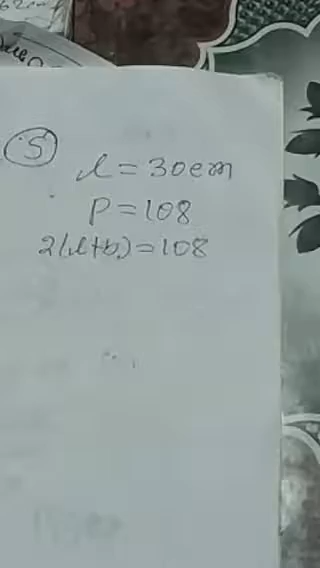 5
l = 30cm
P = 108
2(l+b) = 108